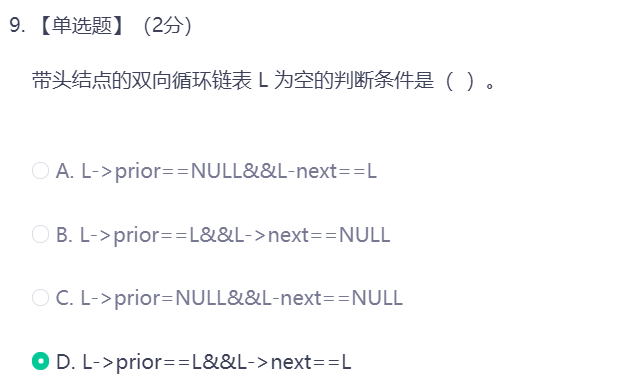 9. 【单选题】（2分）
带头结点的双向循环链表 L 为空的判断条件是（ ）。
A. L->prior==NULL&&L-next==L
B. L->prior==L&&L->next==NULL
C. L->prior=NULL&&L-next==NULL
D. L->prior==L&&L->next==L